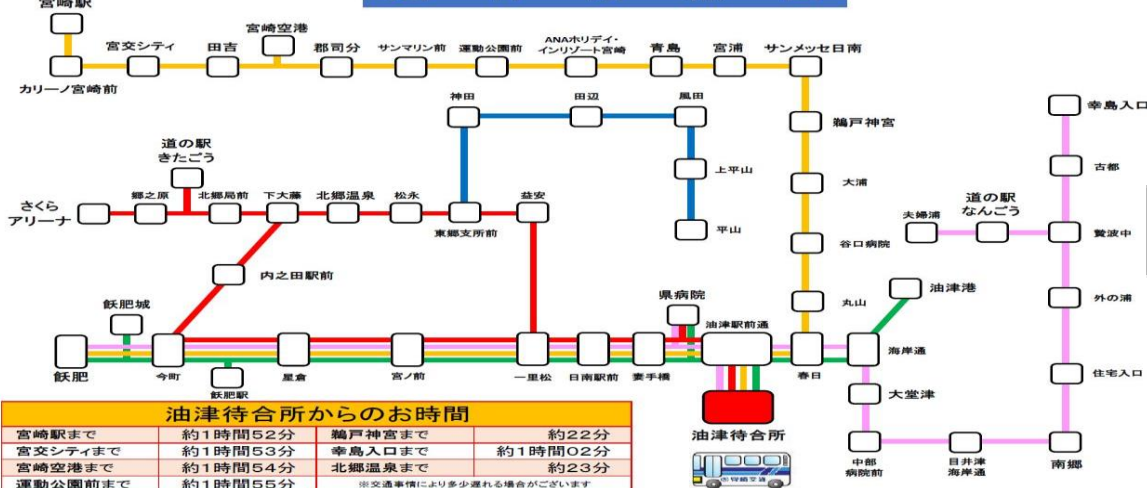 宮崎駅
宮崎空港
カリーノ宮崎前
宮交シティ
田吉
郡司分
サンマリン前
運動公園前
ANAホリデイ・
インリゾート宮崎
青島
宮浦
サンメッセ日南
鵜戸神宮
大浦
谷口病院
丸山
神田
田辺
風田
上平山
平山
幸島入口
古都
贄波中
外の浦
住宅入口
南郷
夫婦浦
道の駅
なんごう
道の駅
きたごう
さくら
アリーナ
郷之原
北郷局前
下大藤
北郷温泉
松永
東郷支所前
益安
内之田駅前
飫肥城
飫肥
今町
飫肥駅
星倉
宮ノ前
一里松
日南駅前
妻手橋
県病院
油津駅前通
春日
海岸通
油津港
大堂津
中部
病院前
目井津
海岸通
油津待合所
油津待合所からのお時間
宮崎駅まで 約1時間52分 鵜戸神宮まで 約22分
宮交シティまで 約1時間53分 幸島入口まで 約1時間02分
宮崎空港まで 約1時間54分 北郷温泉まで 約23分
運動公園前まで 約1時間55分 ※交通事情により多少遅れる場合がございます
宮崎交通